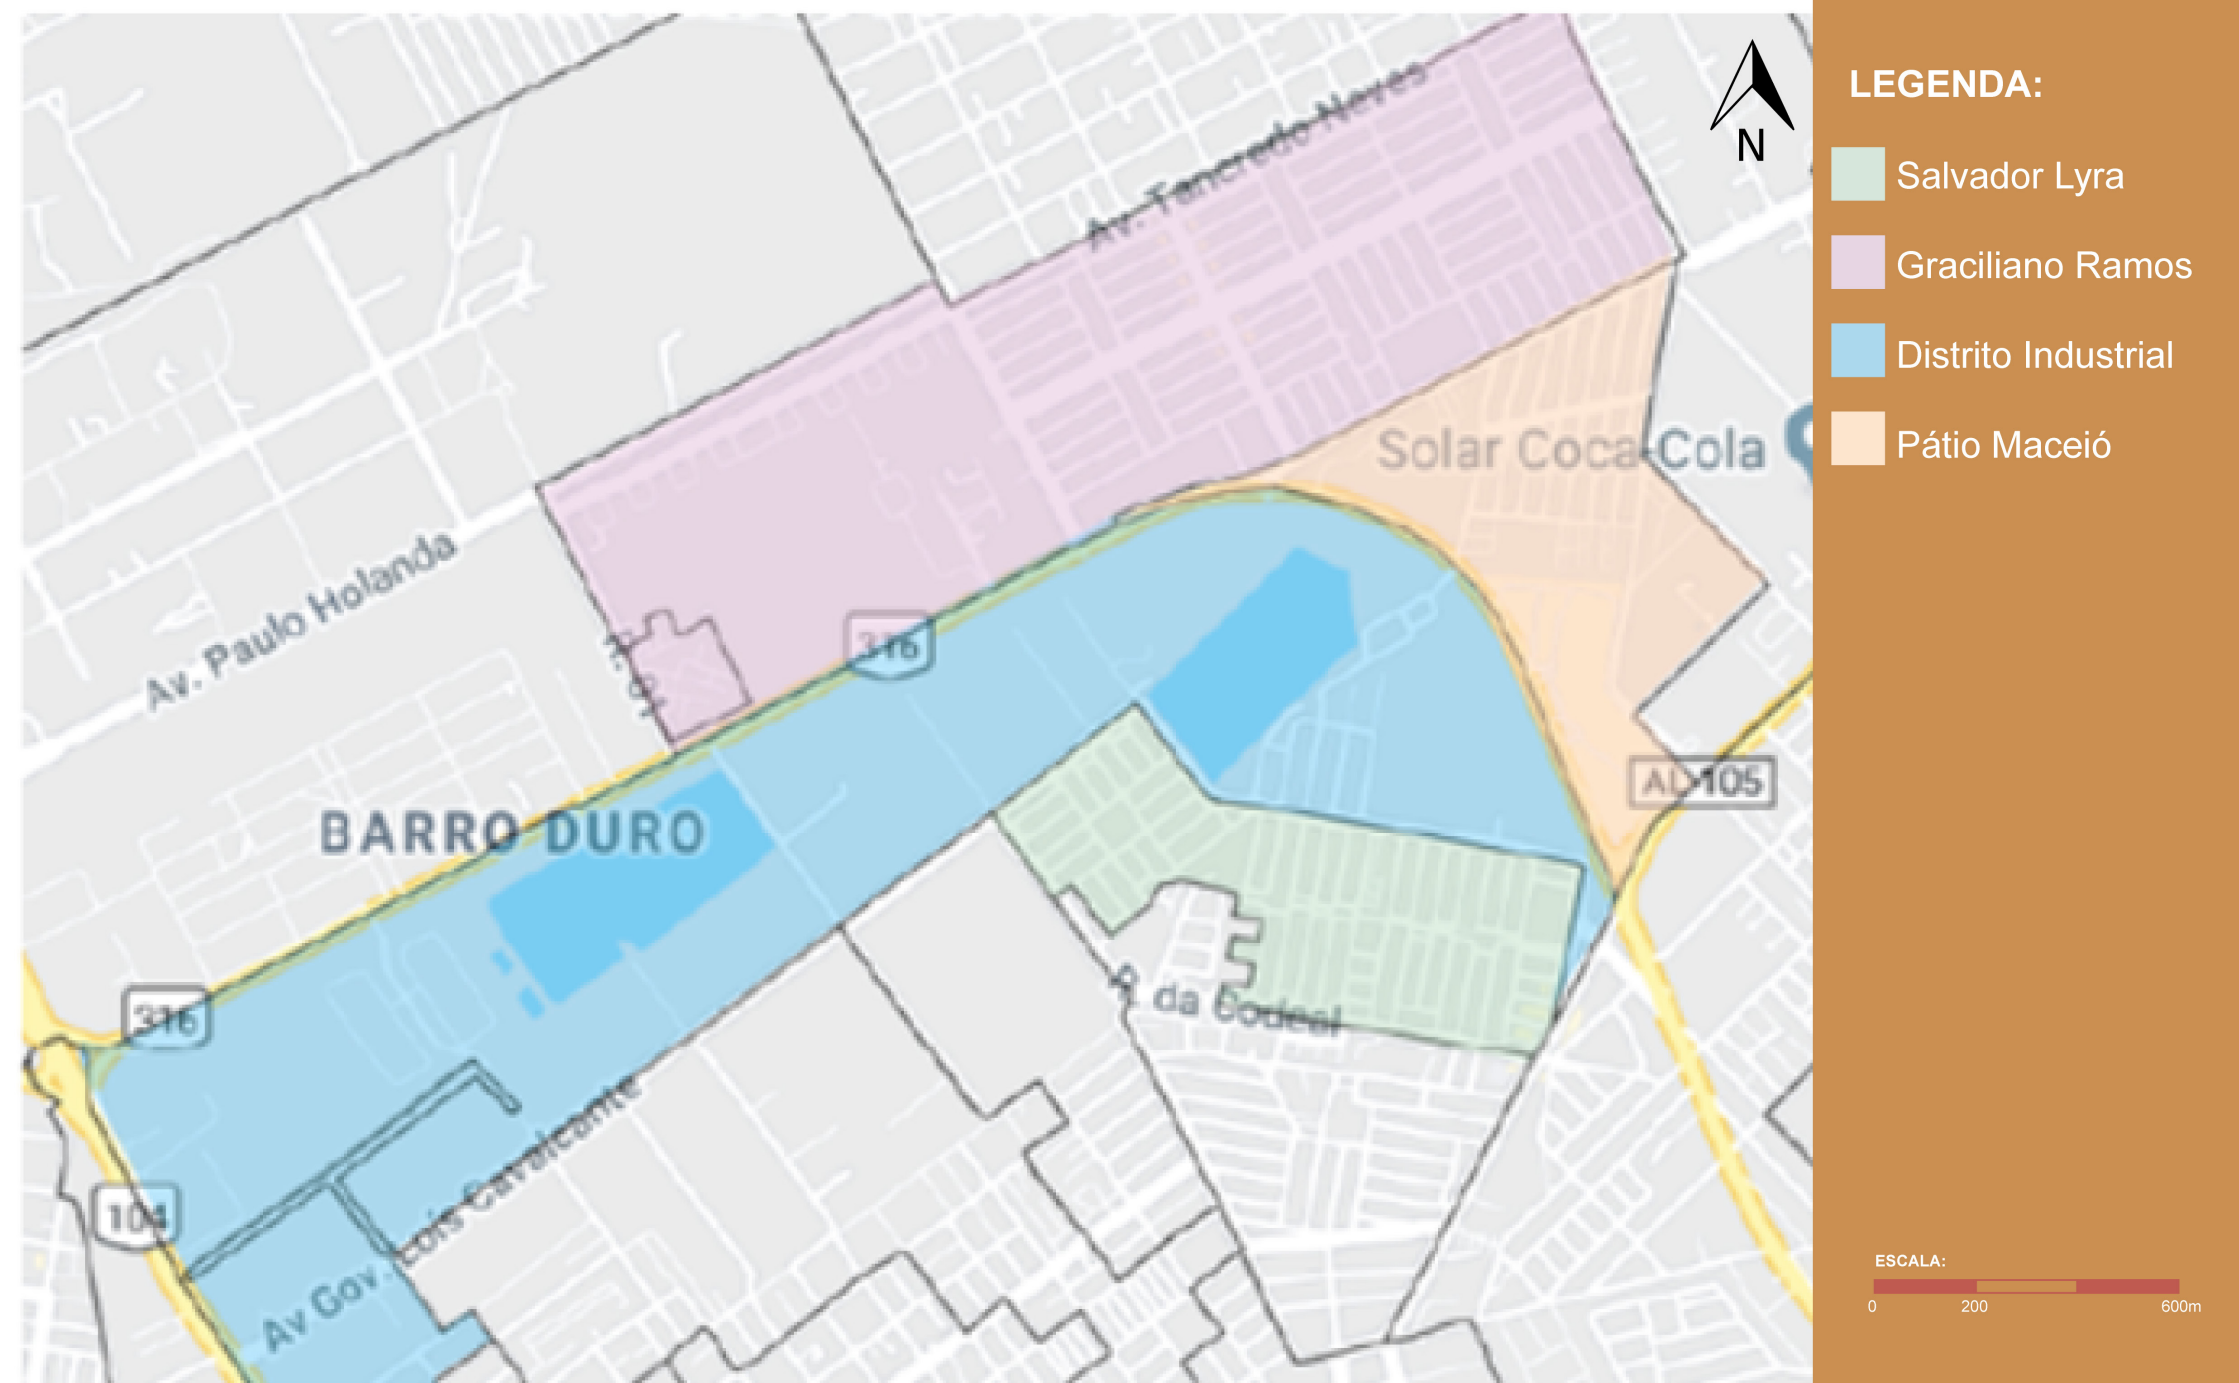 Av. Tancredo Neves
N
Solar Coca-Cola
Av. Paulo Holanda
316
BARRO DURO
AL-105
316
R. da Codeal
104
Av Gov. Lois Cavalcante
LEGENDA:
Salvador Lyra
Graciliano Ramos
Distrito Industrial
Pátio Maceió
ESCALA:
0 200 600m